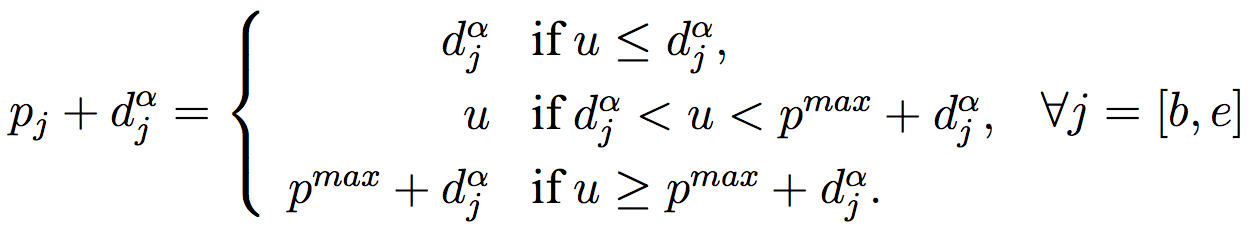 d_j^α if u ≤ d_j^α,
p_j + d_j^α = { u if d_j^α < u < p^{max} + d_j^α, ∀j = [b, e]
p^{max} + d_j^α if u ≥ p^{max} + d_j^α.